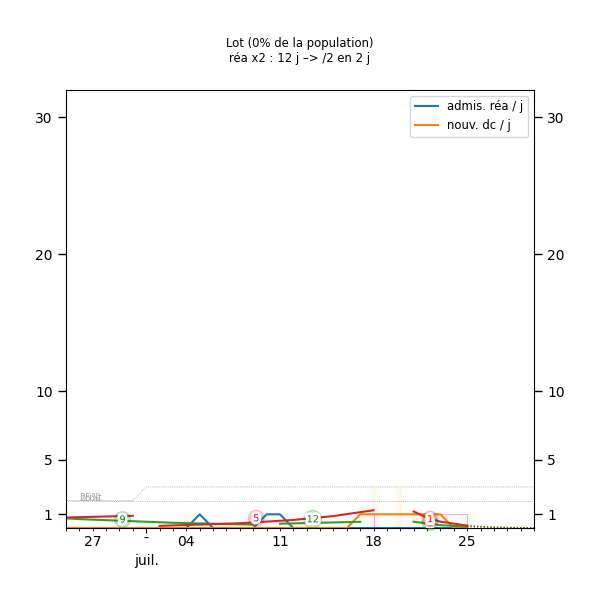 Lot (0% de la population)
réa x2 : 12 j –> /2 en 2 j
admis. réa / j
nouv. dc / j
30 30
20 20
10 10
5 5
1 1
9 5 12 1
27 - 04 11 18 25
juil.